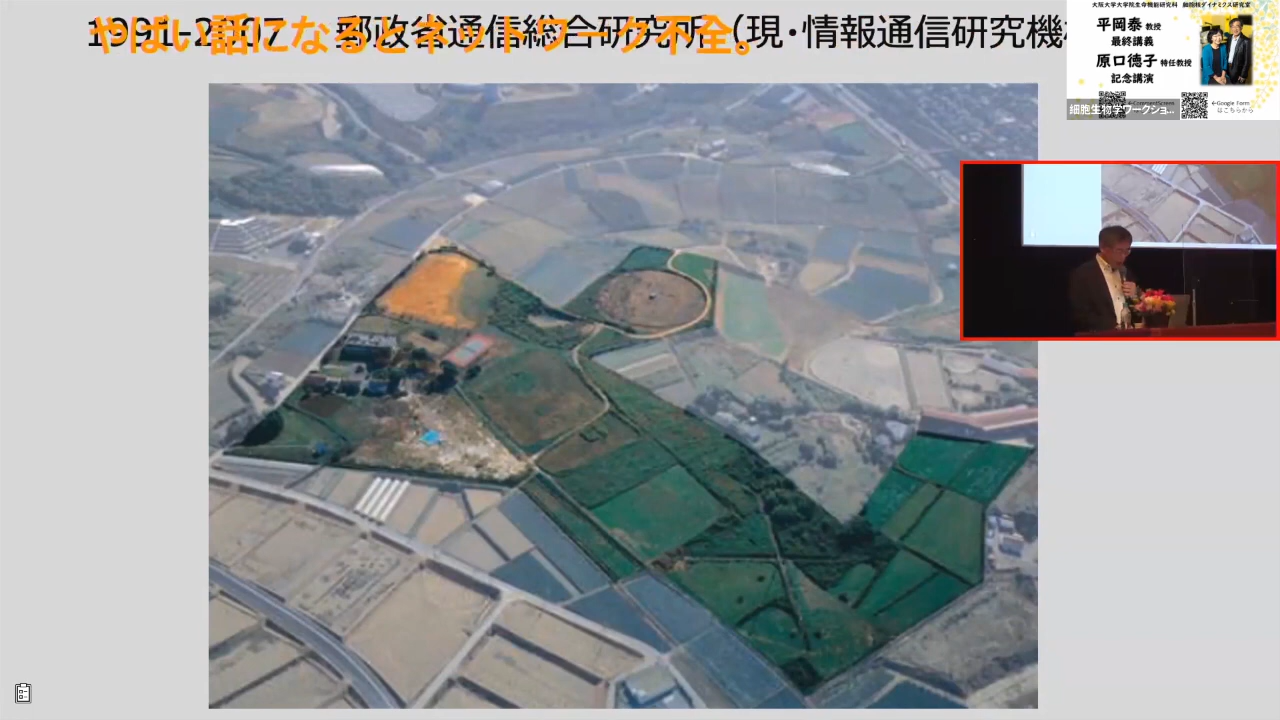 1991-2007 郵政省通信総合研究所（現・情報通信研究機
やばい話になるとネットワーク不全。
大阪大学大学院生命機能研究科 細胞核ダイナミクス研究室
平岡泰 教授
最終講義
原口徳子 特任教授
記念講演
細胞生物学ワークショ...
←Google Form
はこちらから